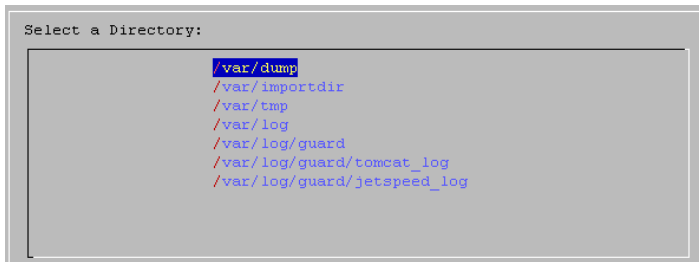 Select a Directory:
/var/dump
/var/importdir
/var/tmp
/var/log
/var/log/guard
/var/log/guard/tomcat_log
/var/log/guard/jetspeed_log